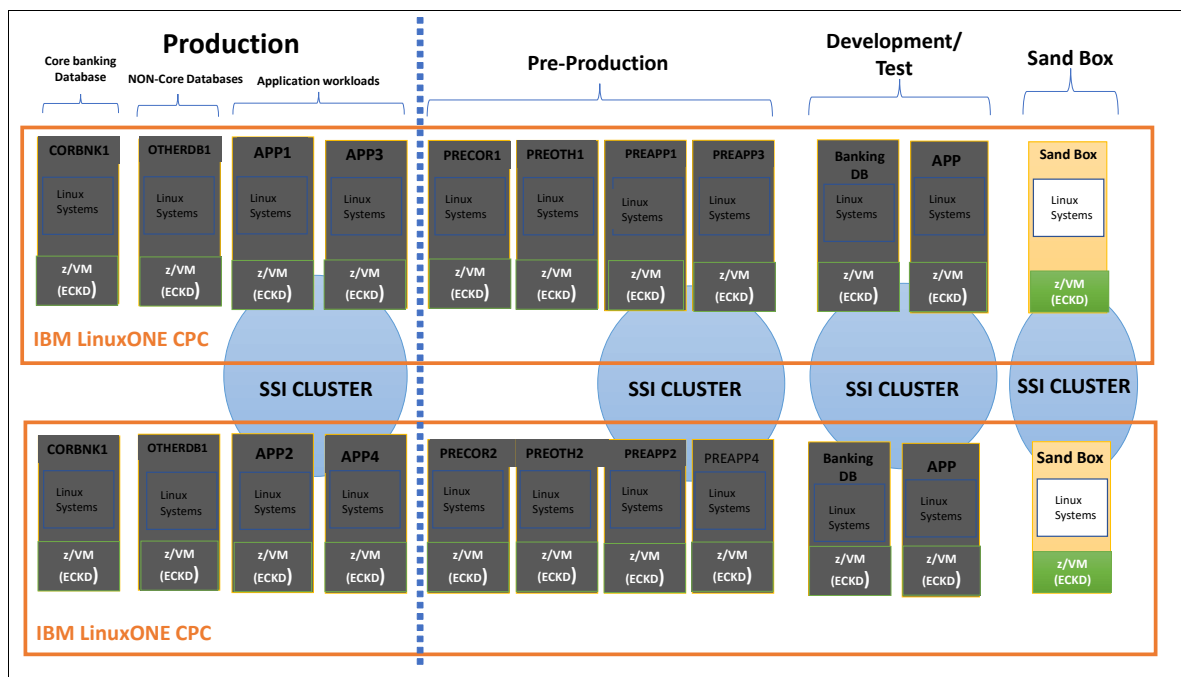 Production
Pre-Production
Development/
Test
Sand Box
Core banking
Database
NON-Core Databases
Application workloads
CORBNK1
Linux
Systems
z/VM
(ECKD)
OTHERDB1
Linux
Systems
z/VM
(ECKD)
APP1
Linux
Systems
z/VM
(ECKD)
APP3
Linux
Systems
z/VM
(ECKD)
PRECOR1
Linux
Systems
z/VM
(ECKD)
PREOTH1
Linux
Systems
z/VM
(ECKD)
PREAPP1
Linux
Systems
z/VM
(ECKD)
PREAPP3
Linux
Systems
z/VM
(ECKD)
Banking
DB
Linux
Systems
z/VM
(ECKD)
APP
Linux
Systems
z/VM
(ECKD)
Sand Box
Linux
Systems
z/VM
(ECKD)
IBM LinuxONE CPC
SSI CLUSTER
SSI CLUSTER
SSI CLUSTER
SSI CLUSTER
CORBNK1
Linux
Systems
z/VM
(ECKD)
OTHERDB1
Linux
Systems
z/VM
(ECKD)
APP2
Linux
Systems
z/VM
(ECKD)
APP4
Linux
Systems
z/VM
(ECKD)
PRECOR2
Linux
Systems
z/VM
(ECKD)
PREOTH2
Linux
Systems
z/VM
(ECKD)
PREAPP2
Linux
Systems
z/VM
(ECKD)
PREAPP4
Linux
Systems
z/VM
(ECKD)
Banking
DB
Linux
Systems
z/VM
(ECKD)
APP
Linux
Systems
z/VM
(ECKD)
Sand Box
Linux
Systems
z/VM
(ECKD)
IBM LinuxONE CPC